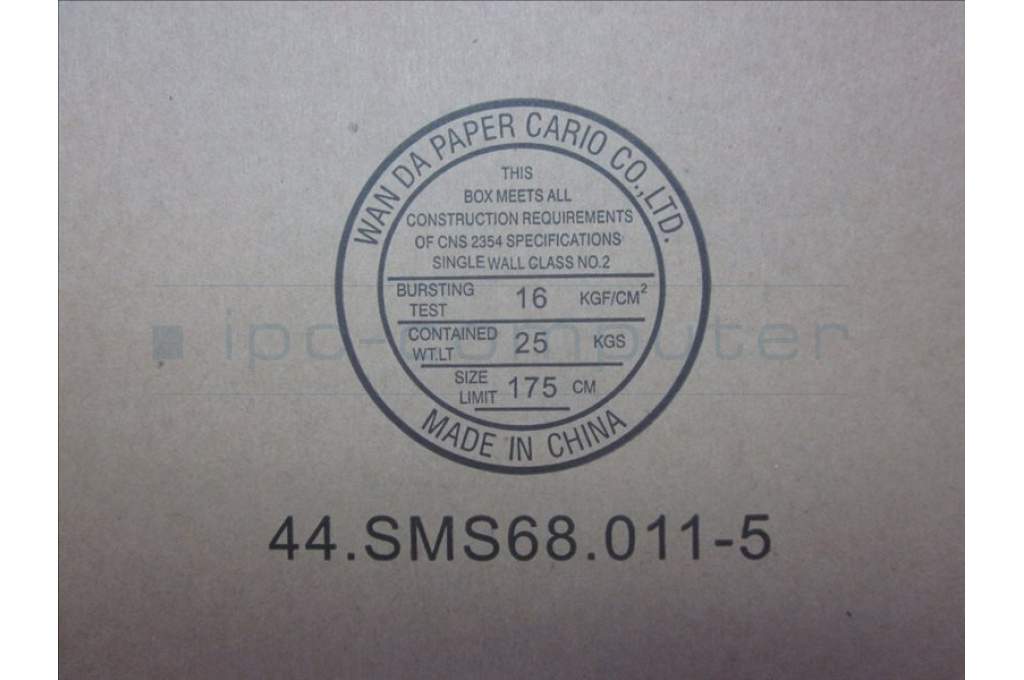 WAN DA PAPER CARIO CO.,LTD.
THIS
BOX MEETS ALL
CONSTRUCTION REQUIREMENTS
OF CNS 2354 SPECIFICATIONS
SINGLE WALL CLASS NO.2
BURSTING TEST 16 KGF/CM²
CONTAINED WT.LT 25 KGS
SIZE LIMIT 175 CM
MADE IN CHINA
ipc-computer
44.SMS68.011-5